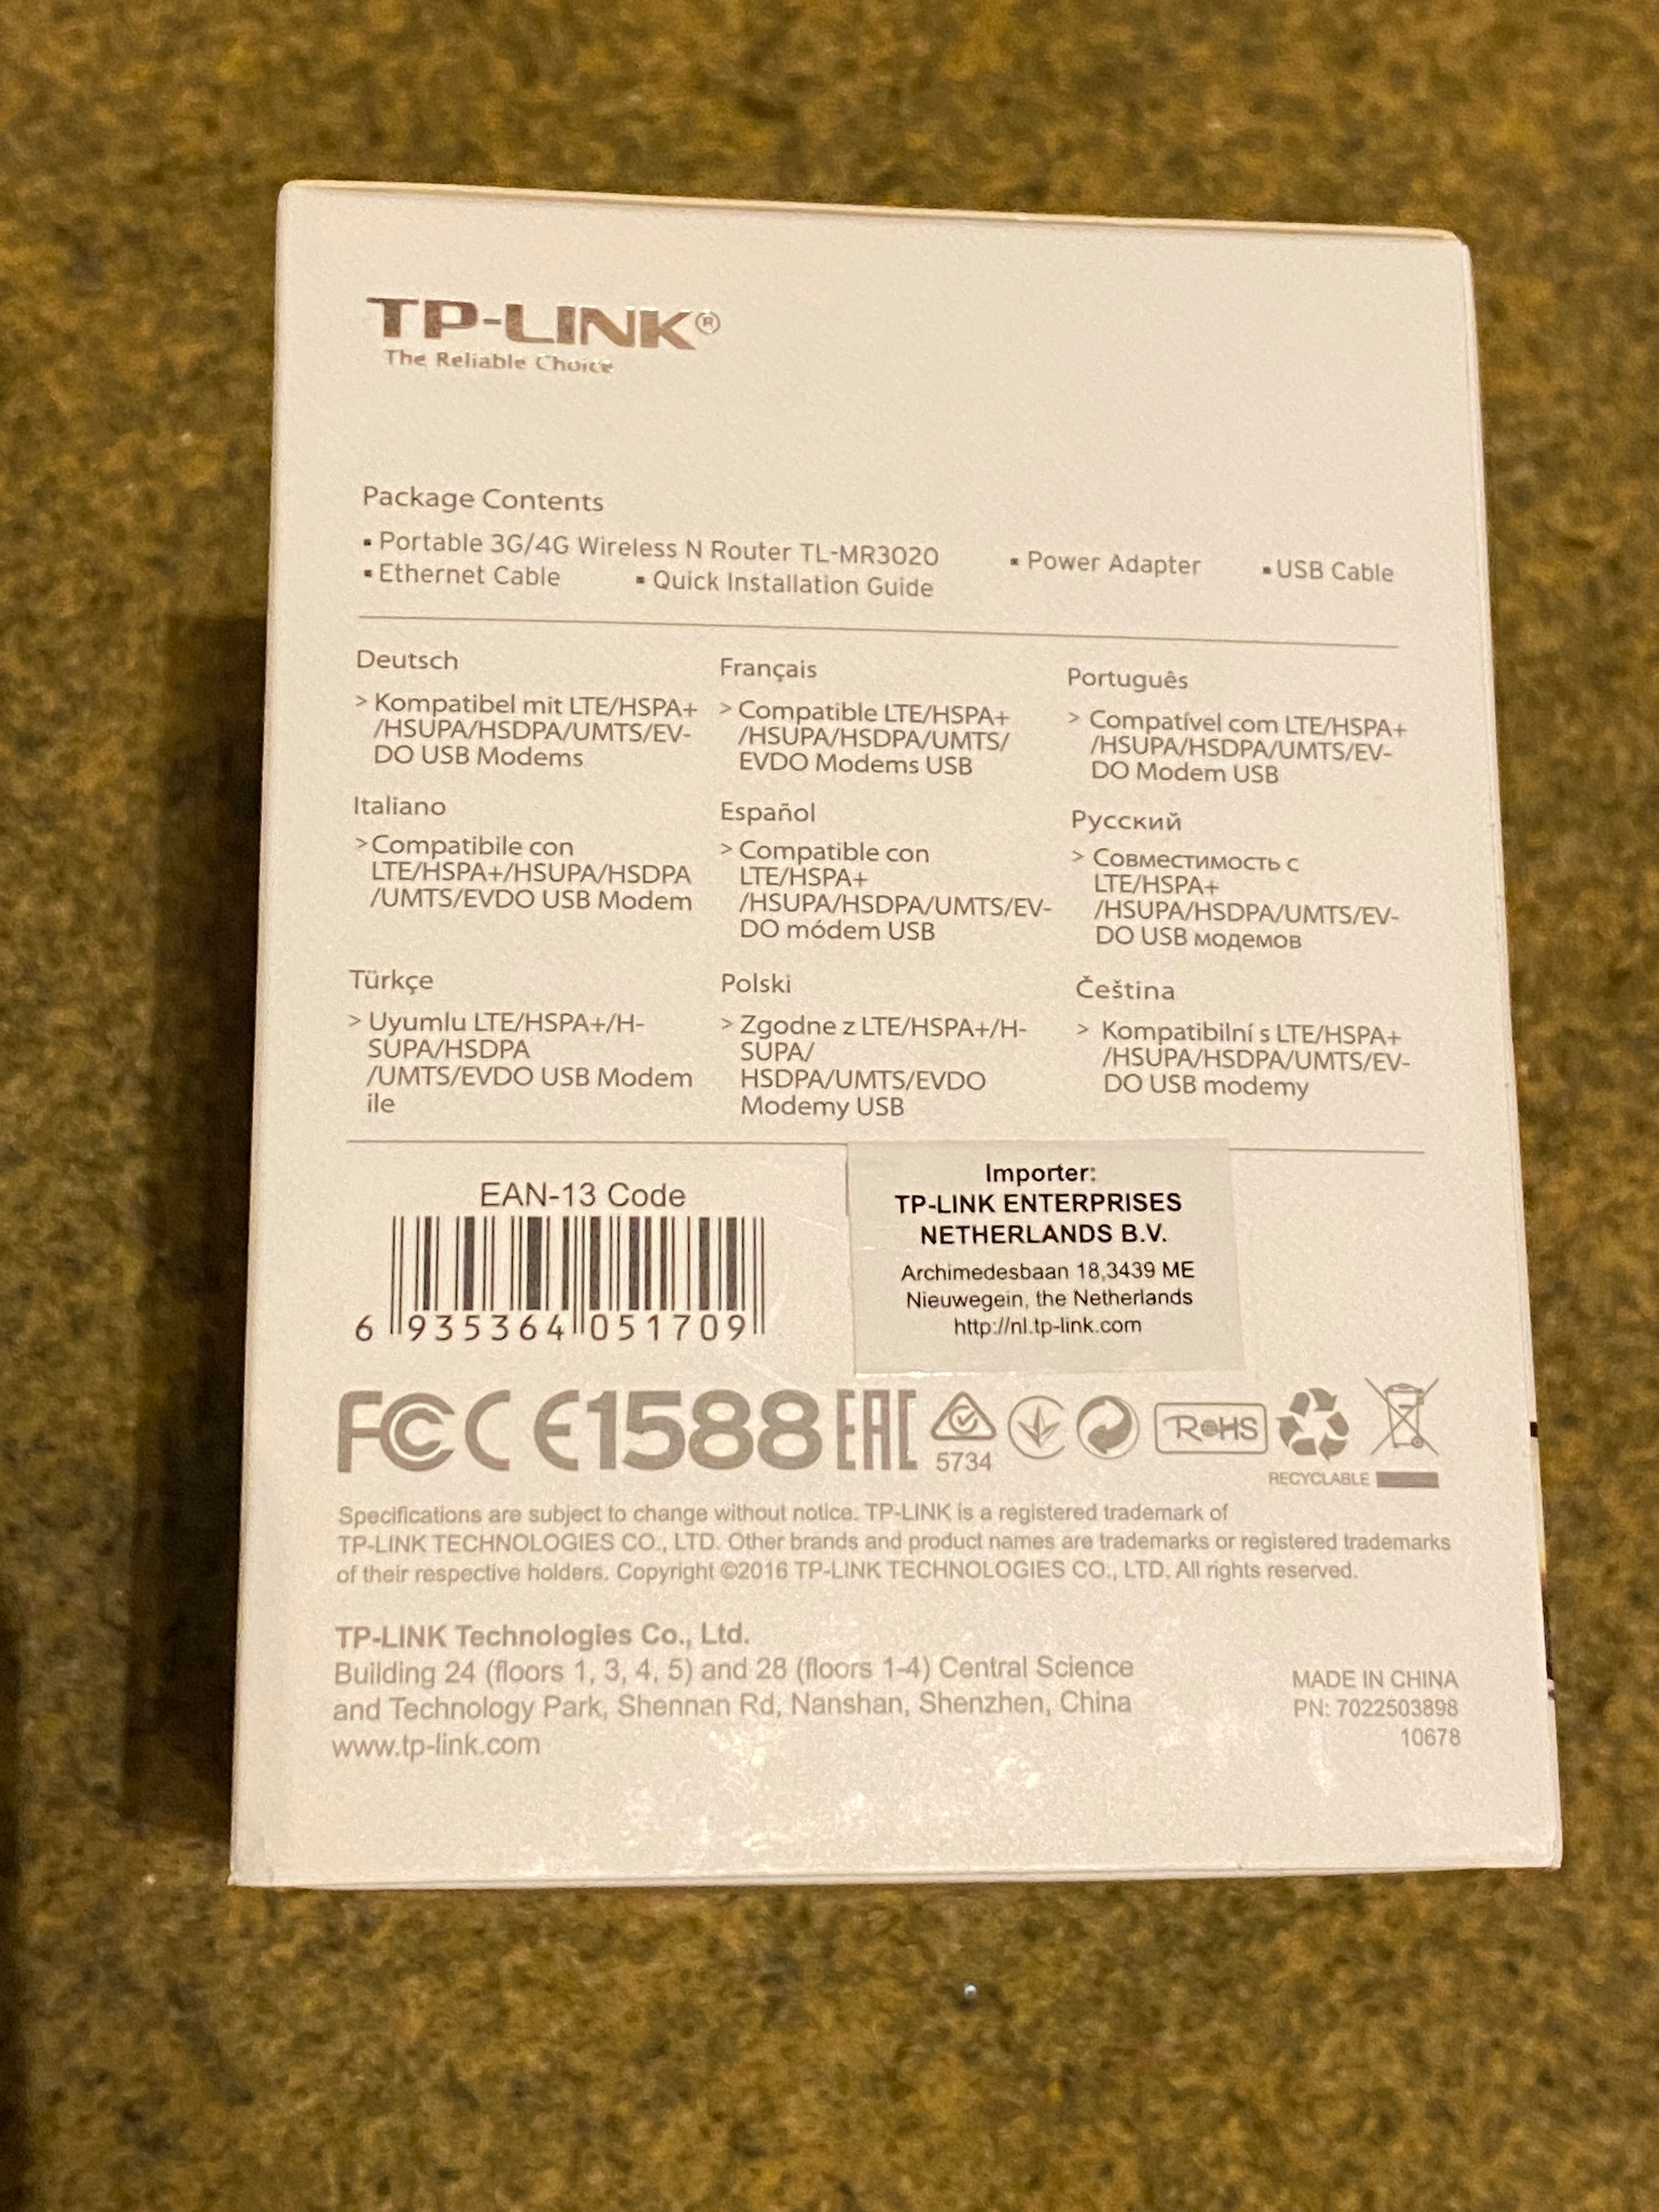 TP-LINK®
The Reliable Choice
Package Contents
▪ Portable 3G/4G Wireless N Router TL-MR3020 ▪ Power Adapter ▪ USB Cable
▪ Ethernet Cable ▪ Quick Installation Guide
Deutsch
> Kompatibel mit LTE/HSPA+
/HSUPA/HSDPA/UMTS/EV-
DO USB Modems
Français
> Compatible LTE/HSPA+
/HSUPA/HSDPA/UMTS/
EVDO Modems USB
Português
> Compatível com LTE/HSPA+
/HSUPA/HSDPA/UMTS/EV-
DO Modem USB
Italiano
> Compatibile con
LTE/HSPA+/HSUPA/HSDPA
/UMTS/EVDO USB Modem
Español
> Compatible con
LTE/HSPA+
/HSUPA/HSDPA/UMTS/EV-
DO módem USB
Русский
> Совместимость с
LTE/HSPA+
/HSUPA/HSDPA/UMTS/EV-
DO USB модемов
Türkçe
> Uyumlu LTE/HSPA+/H-
SUPA/HSDPA
/UMTS/EVDO USB Modem
ile
Polski
> Zgodne z LTE/HSPA+/H-
SUPA/
HSDPA/UMTS/EVDO
Modemy USB
Čeština
> Kompatibilní s LTE/HSPA+
/HSUPA/HSDPA/UMTS/EV-
DO USB modemy
EAN-13 Code
6 935364 051709
Importer:
TP-LINK ENTERPRISES
NETHERLANDS B.V.
Archimedesbaan 18,3439 ME
Nieuwegein, the Netherlands
http://nl.tp-link.com
FC CE1588 EAC
5734
RoHS
RECYCLABLE
Specifications are subject to change without notice. TP-LINK is a registered trademark of
TP-LINK TECHNOLOGIES CO., LTD. Other brands and product names are trademarks or registered trademarks
of their respective holders. Copyright ©2016 TP-LINK TECHNOLOGIES CO., LTD. All rights reserved.
TP-LINK Technologies Co., Ltd.
Building 24 (floors 1, 3, 4, 5) and 28 (floors 1-4) Central Science
and Technology Park, Shennan Rd, Nanshan, Shenzhen, China
www.tp-link.com
MADE IN CHINA
PN: 7022503898
10678